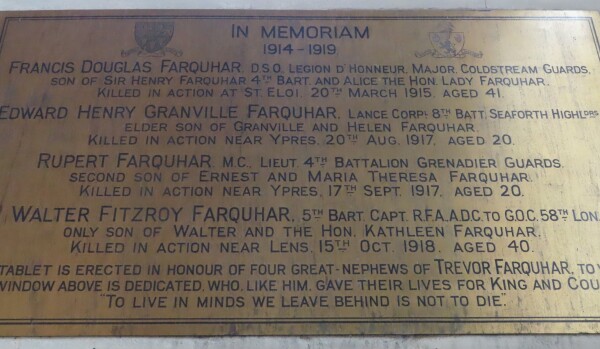 IN MEMORIAM
1914-1919
FRANCIS DOUGLAS FARQUHAR, D.S.O. LEGION D'HONNEUR, MAJOR, COLDSTREAM GUARDS,
SON OF SIR HENRY FARQUHAR 4TH BART. AND ALICE THE HON. LADY FARQUHAR.
KILLED IN ACTION AT ST. ELOI, 20TH MARCH 1915, AGED 41.
EDWARD HENRY GRANVILLE FARQUHAR, LANCE CORPL 8TH BATT. SEAFORTH HIGHLDRS
ELDER SON OF GRANVILLE AND HELEN FARQUHAR.
KILLED IN ACTION NEAR YPRES, 20TH AUG. 1917, AGED 20.
RUPERT FARQUHAR, M.C., LIEUT. 4TH BATTALION GRENADIER GUARDS.
SECOND SON OF ERNEST AND MARIA THERESA FARQUHAR.
KILLED IN ACTION NEAR YPRES, 17TH SEPT. 1917, AGED 20.
WALTER FITZROY FARQUHAR, 5TH BART. CAPT. R.F.A. A.D.C. TO G.O.C. 58TH LON
ONLY SON OF WALTER AND THE HON. KATHLEEN FARQUHAR.
KILLED IN ACTION NEAR LENS, 15TH OCT. 1918, AGED 40.
TABLET IS ERECTED IN HONOUR OF FOUR GREAT-NEPHEWS OF TREVOR FARQUHAR, TO
WINDOW ABOVE IS DEDICATED, WHO, LIKE HIM, GAVE THEIR LIVES FOR KING AND COU
"TO LIVE IN MINDS WE LEAVE BEHIND IS NOT TO DIE".